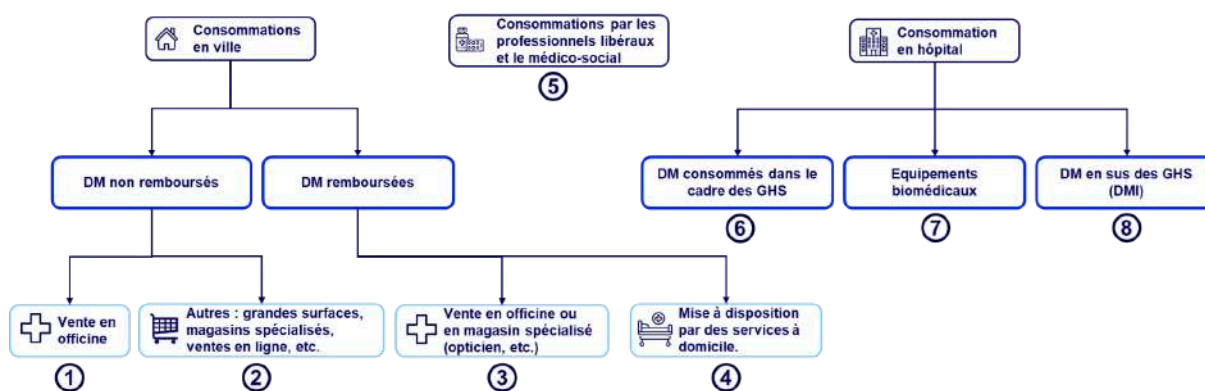 Consommations
en ville
Consommations par les
professionnels libéraux
et le médico-social
5
Consommation
en hôpital
DM non remboursés
DM remboursées
DM consommés dans le
cadre des GHS
6
Equipements
biomédicaux
7
DM en sus des GHS
(DMI)
8
Vente en
officine
1
Autres : grandes surfaces,
magasins spécialisés,
ventes en ligne, etc.
2
Vente en officine ou
en magasin spécialisé
(opticien, etc.)
3
Mise à disposition
par des services à
domicile.
4